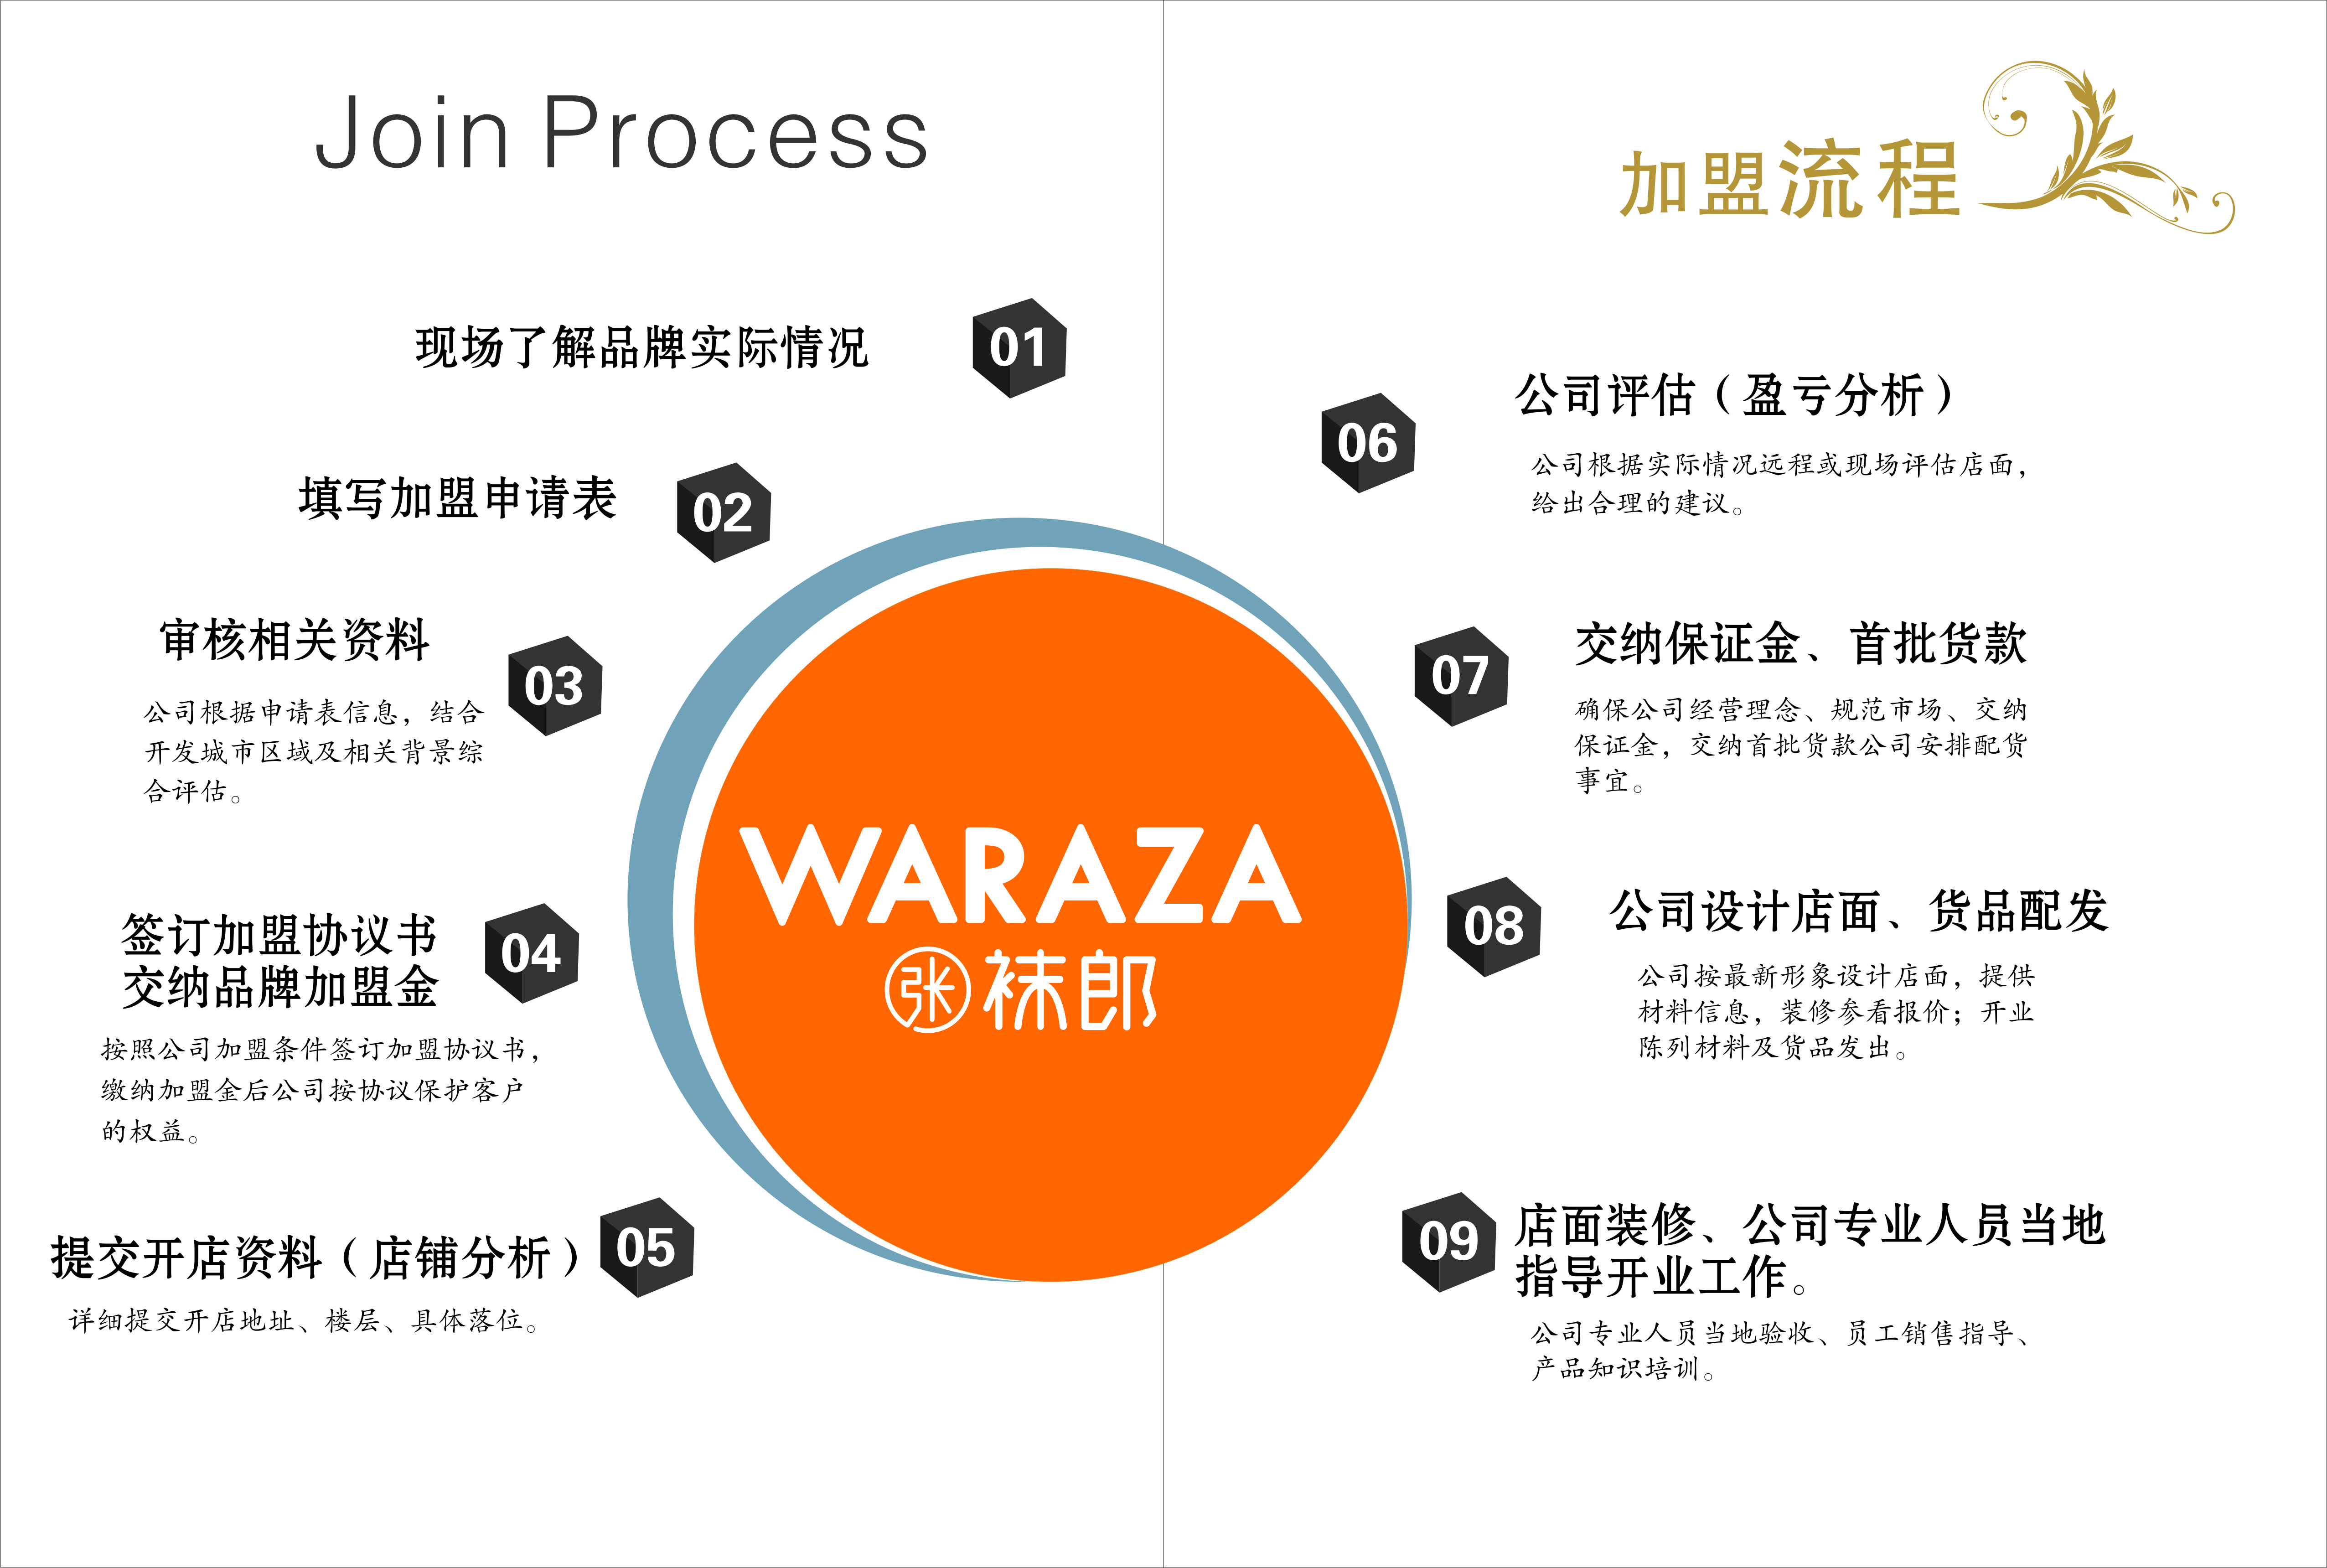 Join Process
加盟流程
01
现场了解品牌实际情况
02
填写加盟申请表
03
审核相关资料
公司根据申请表信息，结合
开发城市区域及相关背景综
合评估。
04
签订加盟协议书
交纳品牌加盟金
按照公司加盟条件签订加盟协议书，
缴纳加盟金后公司按协议保护客户
的权益。
05
提交开店资料（店铺分析）
详细提交开店地址、楼层、具体落位。
WARAZA
张袜郎
06
公司评估（盈亏分析）
公司根据实际情况远程或现场评估店面，
给出合理的建议。
07
交纳保证金、首批货款
确保公司经营理念、规范市场、交纳
保证金，交纳首批货款公司安排配货
事宜。
08
公司设计店面、货品配发
公司按最新形象设计店面，提供
材料信息，装修参看报价；开业
陈列材料及货品发出。
09
店面装修、公司专业人员当地
指导开业工作。
公司专业人员当地验收、员工销售指导、
产品知识培训。